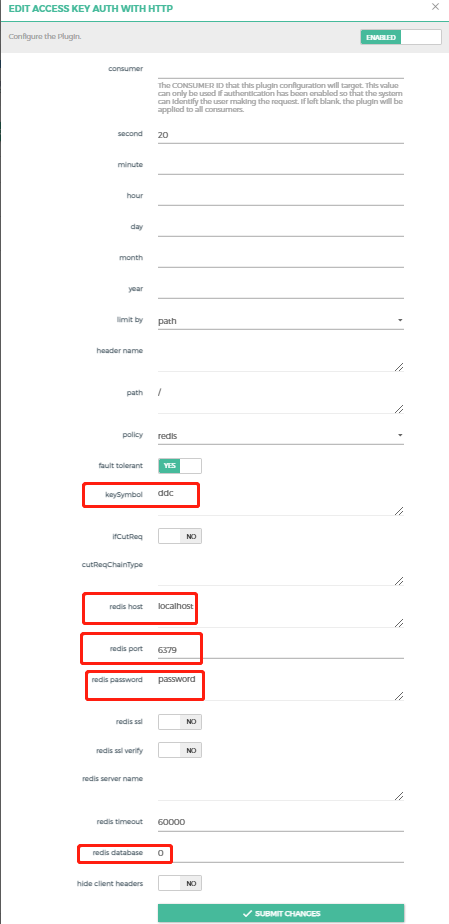 EDIT ACCESS KEY AUTH WITH HTTP
Configure the Plugin.
ENABLED
consumer
The CONSUMER ID that this plugin configuration will target. This value
can only be used if authentication has been enabled so that the system
can identify the user making the request. If left blank. the plugin will be
applied to all consumers.
second 20
minute
hour
day
month
year
limit by path
header name
path /
policy redis
fault tolerant YES
keySymbol ddc
ifCutReq NO
cutReqChainType
redis host localhost
redis port 6379
redis password password
redis ssl NO
redis ssl verify NO
redis server name
redis timeout 60000
redis database 0
hide client headers NO
SUBMIT CHANGES